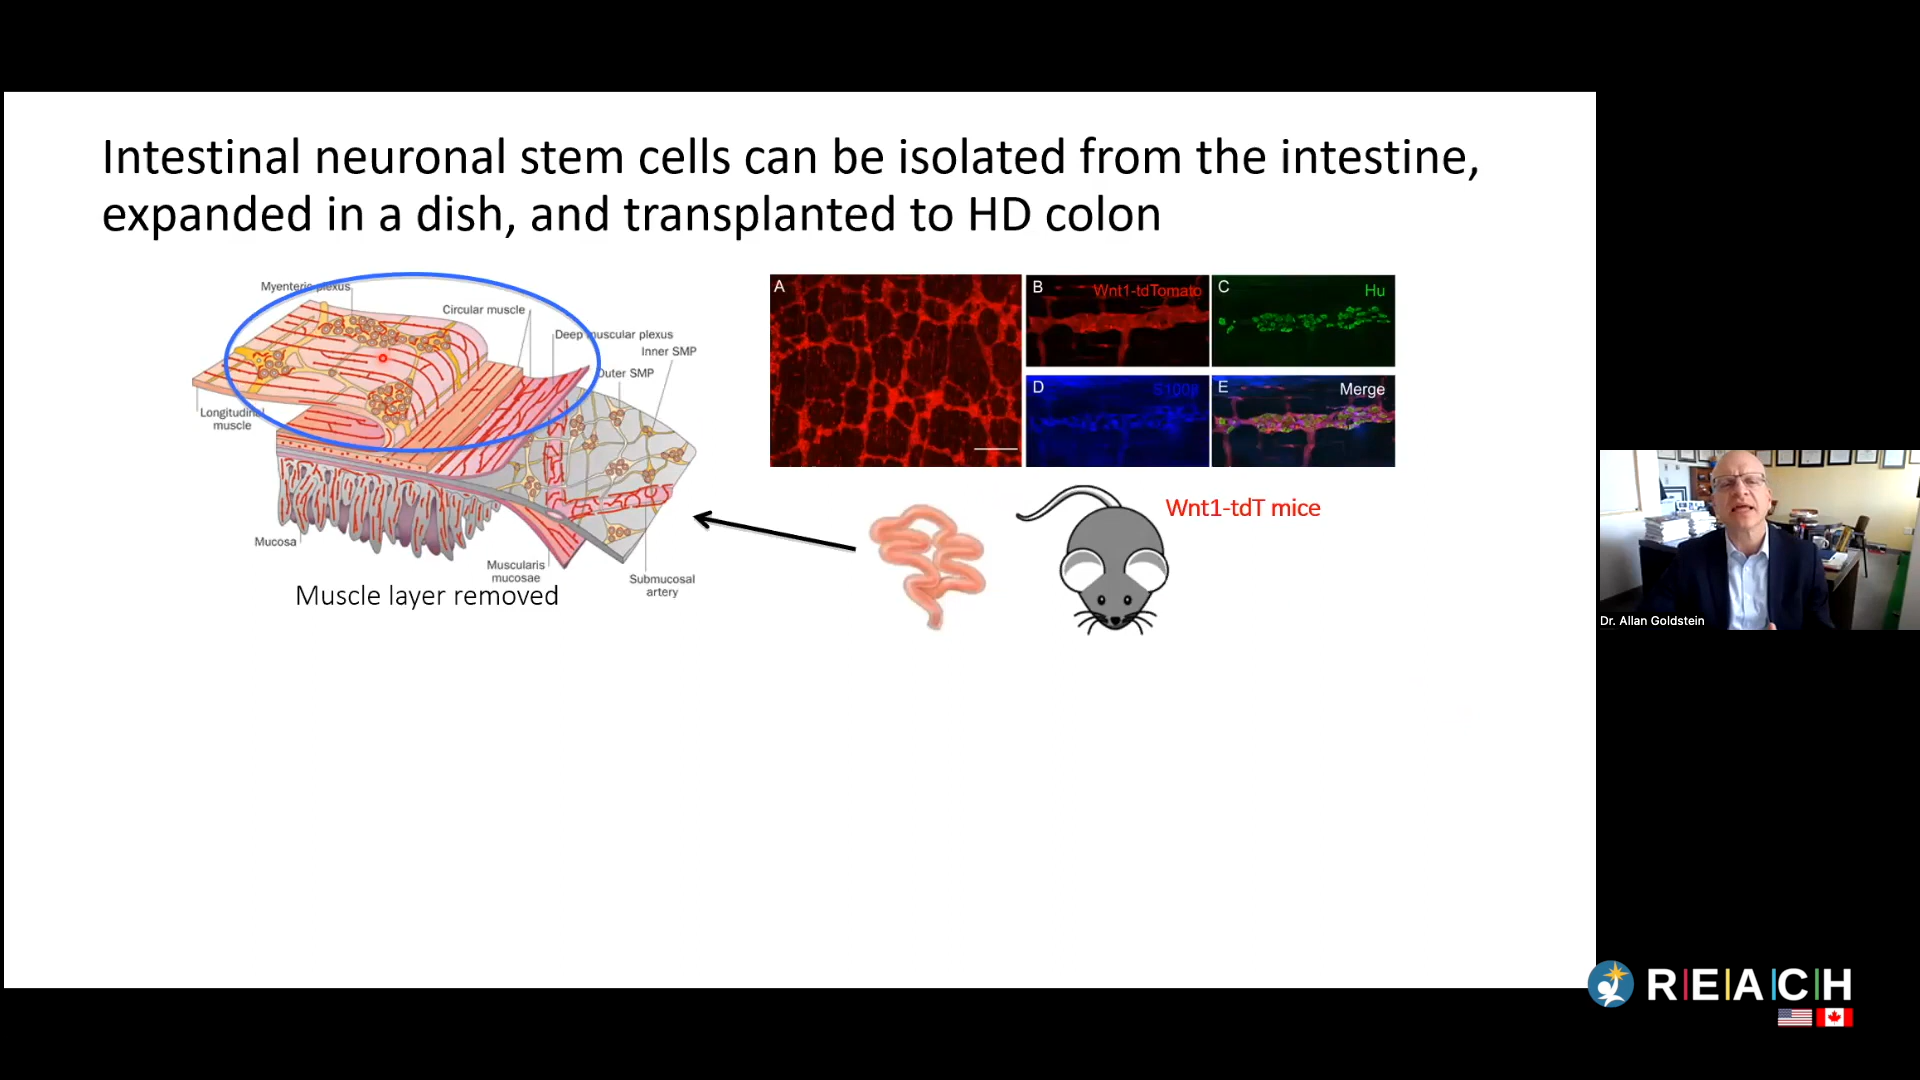 Intestinal neuronal stem cells can be isolated from the intestine,
expanded in a dish, and transplanted to HD colon
Myenteric plexus
Circular muscle
Deep muscular plexus
Inner SMP
Outer SMP
Longitudinal
muscle
Mucosa
Muscularis
mucosae
Submucosal
artery
Muscle layer removed
A
B
Wnt1-tdTomato
C
Hu
D
S100β
E
Merge
Wnt1-tdT mice
Dr. Allan Goldstein
REACH